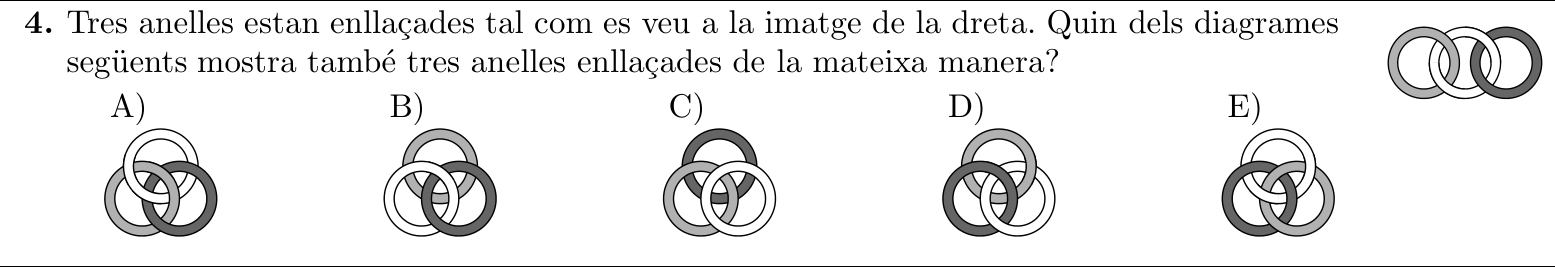 4. Tres anelles estan enllaçades tal com es veu a la imatge de la dreta. Quin dels diagrames
següents mostra també tres anelles enllaçades de la mateixa manera?
A) B) C) D) E)